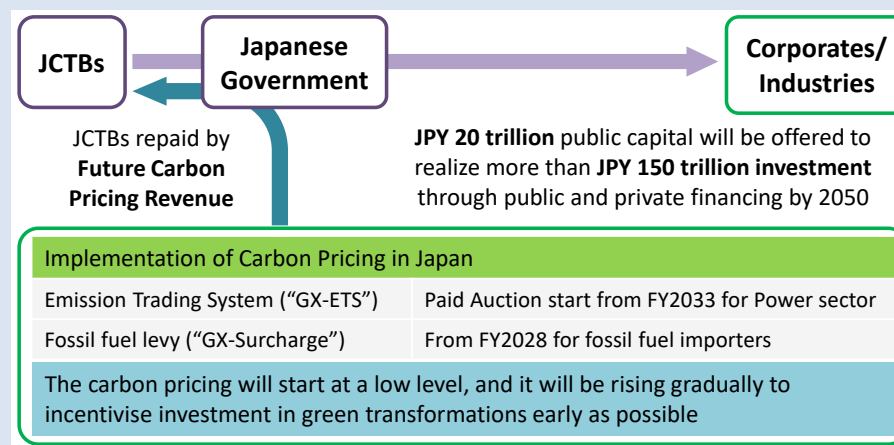 JCTBs
Japanese
Government
Corporates/
Industries
JCTBs repaid by
Future Carbon
Pricing Revenue
JPY 20 trillion public capital will be offered to
realize more than JPY 150 trillion investment
through public and private financing by 2050
Implementation of Carbon Pricing in Japan
Emission Trading System (“GX-ETS”) Paid Auction start from FY2033 for Power sector
Fossil fuel levy (“GX-Surcharge”) From FY2028 for fossil fuel importers
The carbon pricing will start at a low level, and it will be rising gradually to
incentivise investment in green transformations early as possible